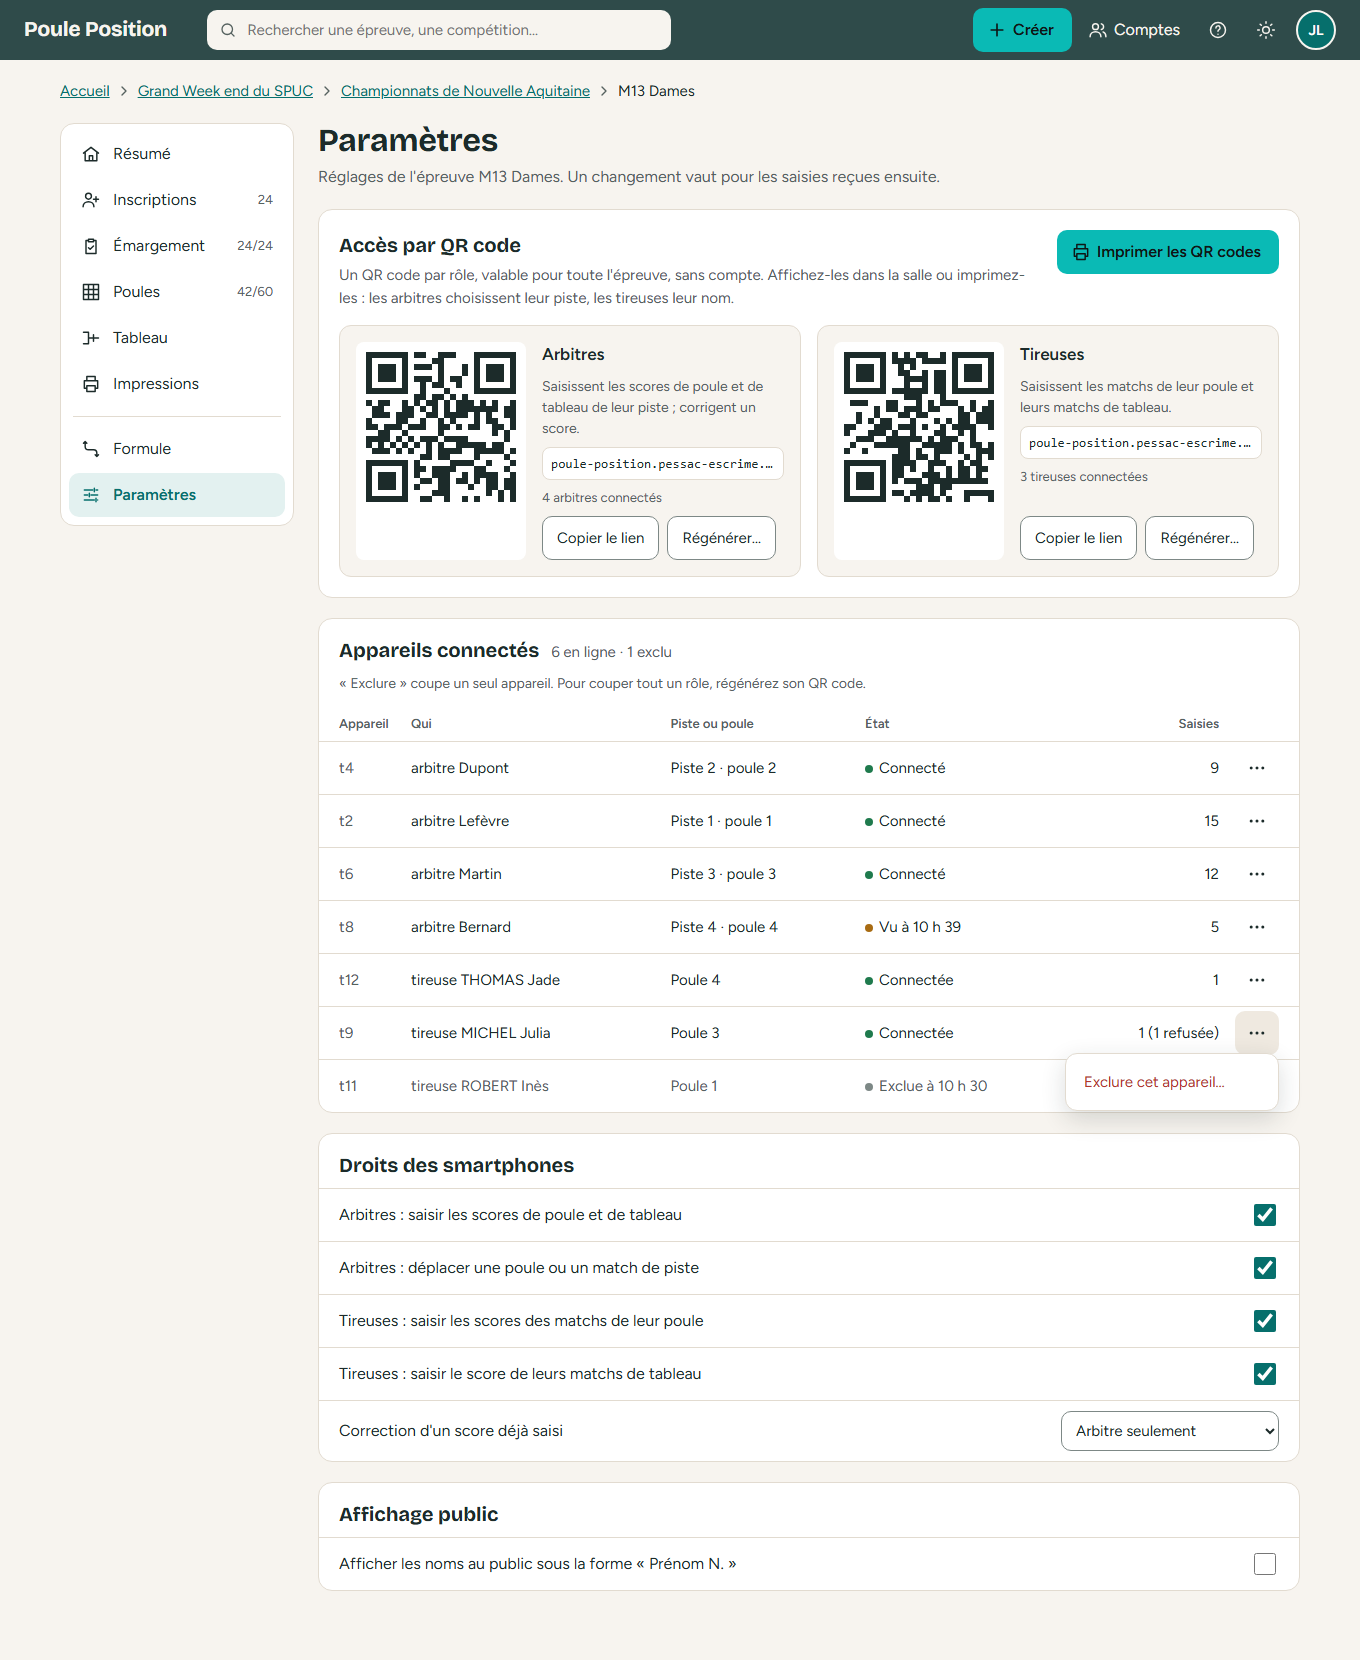 Poule Position
Rechercher une épreuve, une compétition...
Créer
Comptes
JL
Accueil > Grand Week end du SPUC > Championnats de Nouvelle Aquitaine > M13 Dames
Résumé
Inscriptions 24
Émargement 24/24
Poules 42/60
Tableau
Impressions
Formule
Paramètres
Paramètres
Réglages de l'épreuve M13 Dames. Un changement vaut pour les saisies reçues ensuite.
Accès par QR code
Imprimer les QR codes
Un QR code par rôle, valable pour toute l'épreuve, sans compte. Affichez-les dans la salle ou imprimez-
les : les arbitres choisissent leur piste, les tireuses leur nom.
Arbitres
Saisissent les scores de poule et de
tableau de leur piste ; corrigent un
score.
poule-position.pessac-escrime.…
4 arbitres connectés
Copier le lien
Régénérer...
Tireuses
Saisissent les matchs de leur poule et
leurs matchs de tableau.
poule-position.pessac-escrime.…
3 tireuses connectées
Copier le lien
Régénérer...
Appareils connectés 6 en ligne · 1 exclu
« Exclure » coupe un seul appareil. Pour couper tout un rôle, régénérez son QR code.
Appareil Qui Piste ou poule État Saisies
t4 arbitre Dupont Piste 2 · poule 2 Connecté 9
t2 arbitre Lefèvre Piste 1 · poule 1 Connecté 15
t6 arbitre Martin Piste 3 · poule 3 Connecté 12
t8 arbitre Bernard Piste 4 · poule 4 Vu à 10 h 39 5
t12 tireuse THOMAS Jade Poule 4 Connectée 1
t9 tireuse MICHEL Julia Poule 3 Connectée 1 (1 refusée)
t11 tireuse ROBERT Inès Poule 1 Exclue à 10 h 30
Exclure cet appareil...
Droits des smartphones
Arbitres : saisir les scores de poule et de tableau
Arbitres : déplacer une poule ou un match de piste
Tireuses : saisir les scores des matchs de leur poule
Tireuses : saisir le score de leurs matchs de tableau
Correction d'un score déjà saisi
Arbitre seulement
Affichage public
Afficher les noms au public sous la forme « Prénom N. »